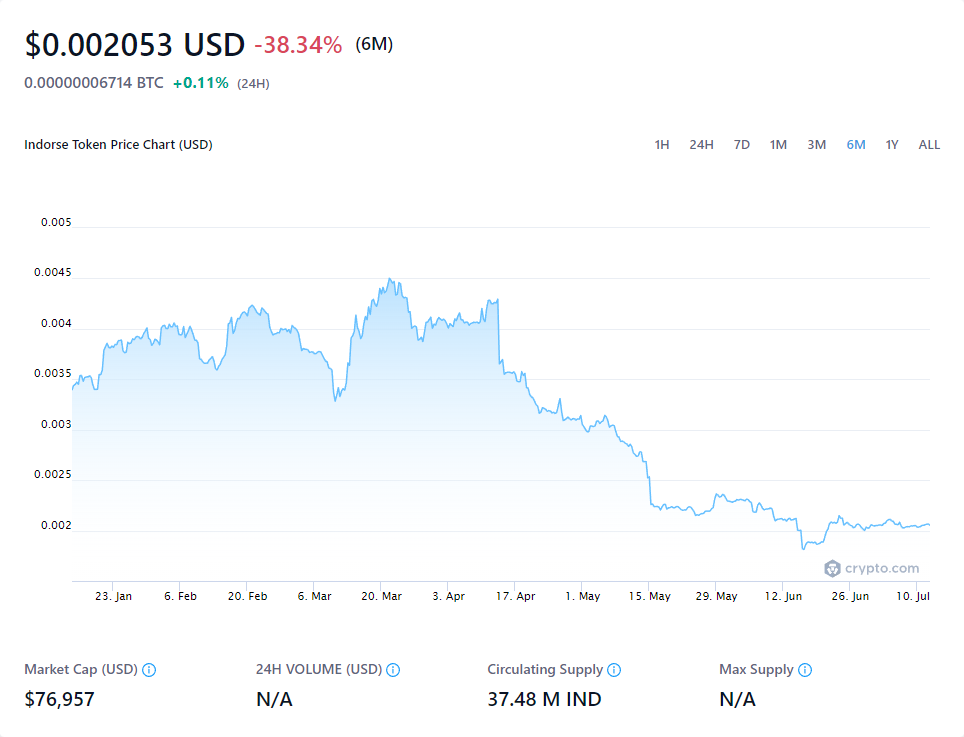 $0.002053 USD -38.34% (6M)
0.00000006714 BTC +0.11% (24H)
Indorse Token Price Chart (USD) 1H 24H 7D 1M 3M 6M 1Y ALL
0.005
0.0045
0.004
0.0035
0.003
0.0025
0.002
crypto.com
23. Jan 6. Feb 20. Feb 6. Mar 20. Mar 3. Apr 17. Apr 1. May 15. May 29. May 12. Jun 26. Jun 10. Jul
Market Cap (USD) 24H VOLUME (USD) Circulating Supply Max Supply
$76,957 N/A 37.48 M IND N/A